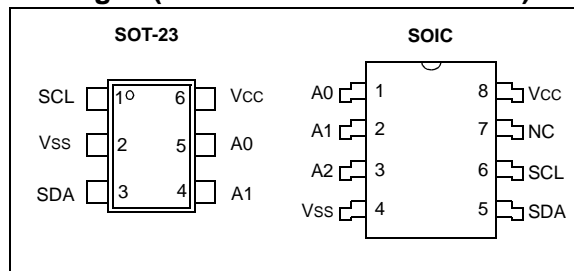 SOT-23
SCL 1 6 VCC
VSS 2 5 A0
SDA 3 4 A1
SOIC
A0 1 8 VCC
A1 2 7 NC
A2 3 6 SCL
VSS 4 5 SDA